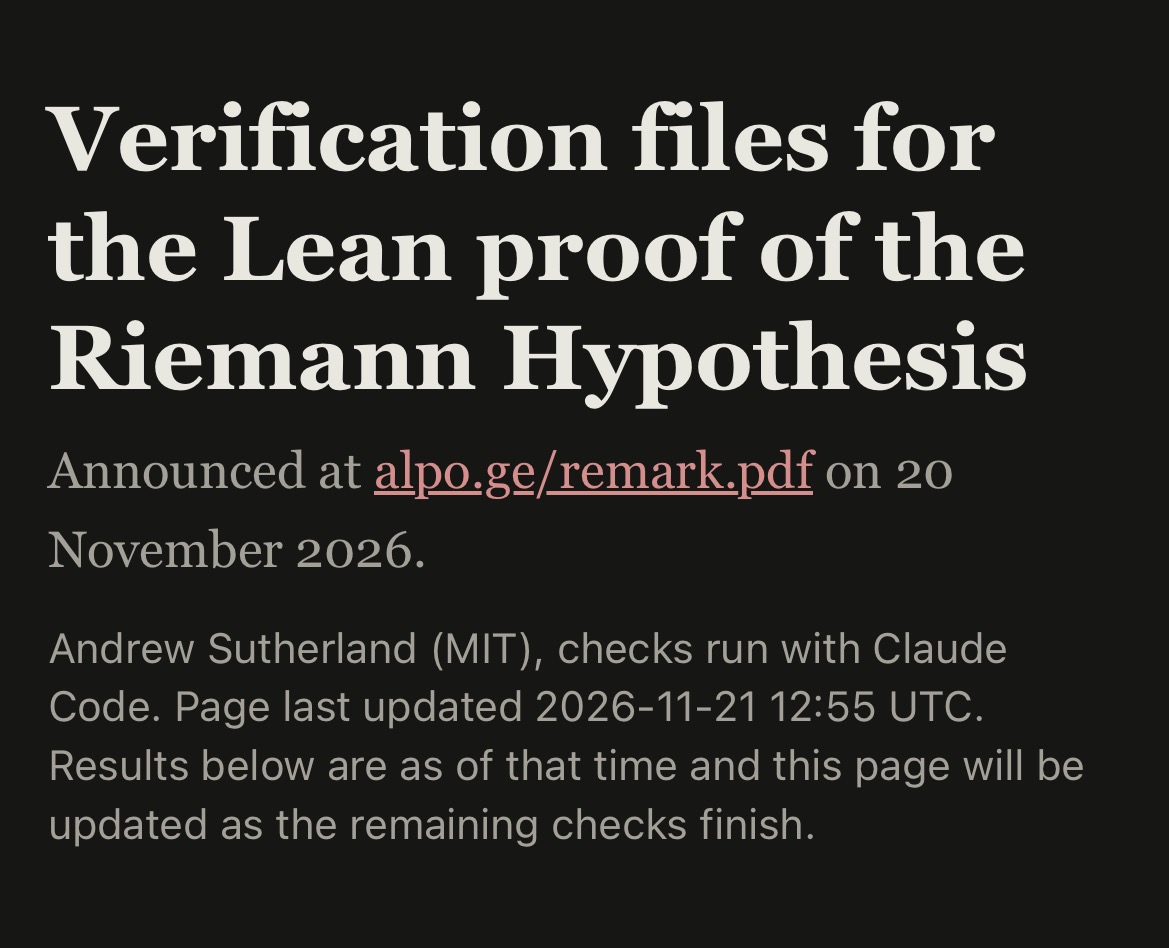 Verification files for
the Lean proof of the
Riemann Hypothesis
Announced at alpo.ge/remark.pdf on 20
November 2026.
Andrew Sutherland (MIT), checks run with Claude
Code. Page last updated 2026-11-21 12:55 UTC.
Results below are as of that time and this page will be
updated as the remaining checks finish.